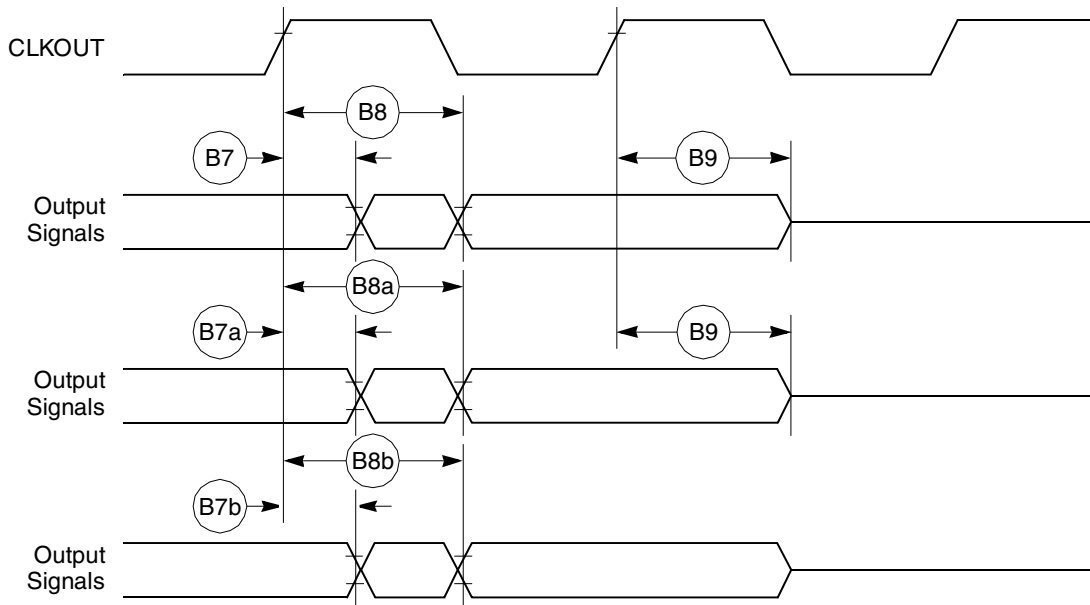 CLKOUT
B8
B7
B9
Output
Signals
B8a
B7a
B9
Output
Signals
B8b
B7b
Output
Signals